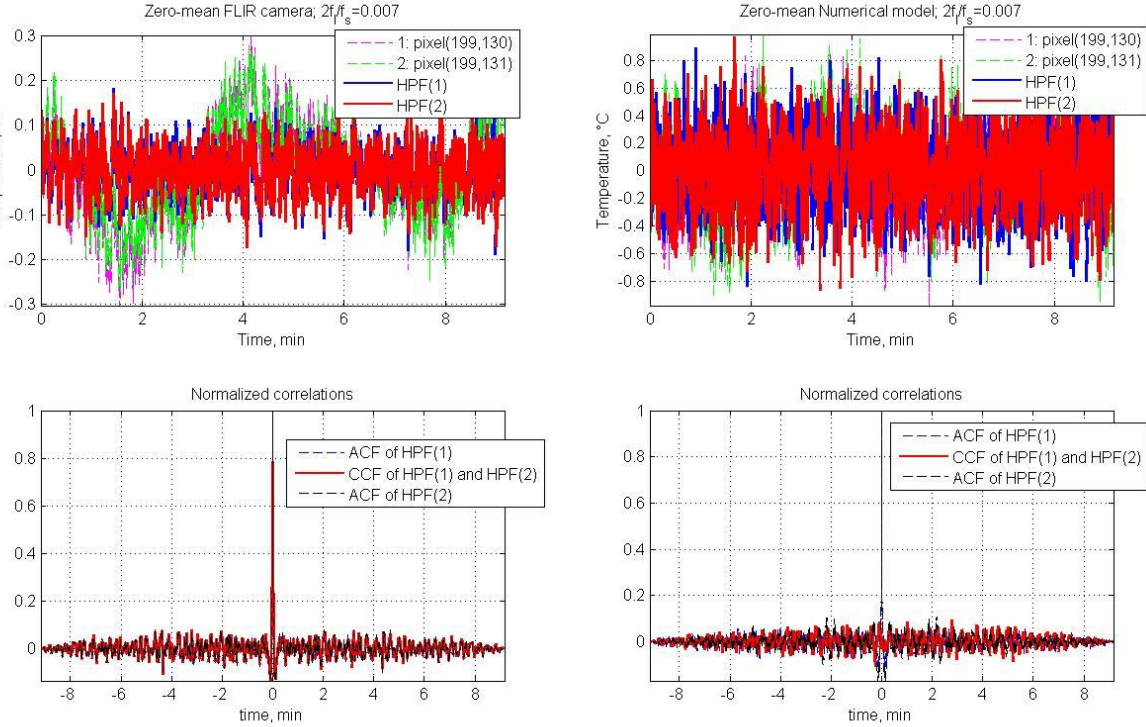 Zero-mean FLIR camera; 2f/fs=0.007
0.3
0.2
0.1
0
-0.1
-0.2
-0.3
1: pixel(199,130)
2: pixel(199,131)
HPF(1)
HPF(2)
0 2 4 6 8
Time, min
Zero-mean Numerical model; 2f/fs=0.007
Temperature, °C
0.8
0.6
0.4
0.2
0
-0.2
-0.4
-0.6
-0.8
1: pixel(199,130)
2: pixel(199,131)
HPF(1)
HPF(2)
0 2 4 6 8
Time, min
Normalized correlations
1
0.8
0.6
0.4
0.2
0
ACF of HPF(1)
CCF of HPF(1) and HPF(2)
ACF of HPF(2)
-8 -6 -4 -2 0 2 4 6 8
time, min
Normalized correlations
1
0.8
0.6
0.4
0.2
0
ACF of HPF(1)
CCF of HPF(1) and HPF(2)
ACF of HPF(2)
-8 -6 -4 -2 0 2 4 6 8
time, min